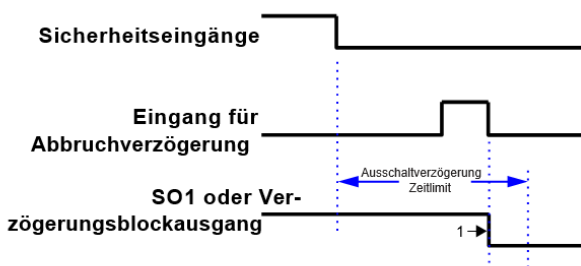 Sicherheitseingänge
Eingang für
Abbruchverzögerung
Ausschaltverzögerung
Zeitlimit
SO1 oder Ver-
zögerungsblockausgang
1